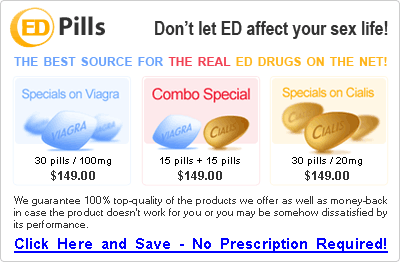 ED Pills
Don't let ED affect your sex life!
THE BEST SOURCE FOR THE REAL ED DRUGS ON THE NET!
Specials on Viagra
VIAGRA
30 pills / 100mg
$149.00
Combo Special
VIAGRA CIALIS
15 pills + 15 pills
$149.00
Specials on Cialis
CIALIS
30 pills / 20mg
$149.00
We guarantee 100% top-quality of the products we offer as well as money-back
in case the product doesn't work for you or you may be somehow dissatisfied by
its performance.
Click Here and Save - No Prescription Required!